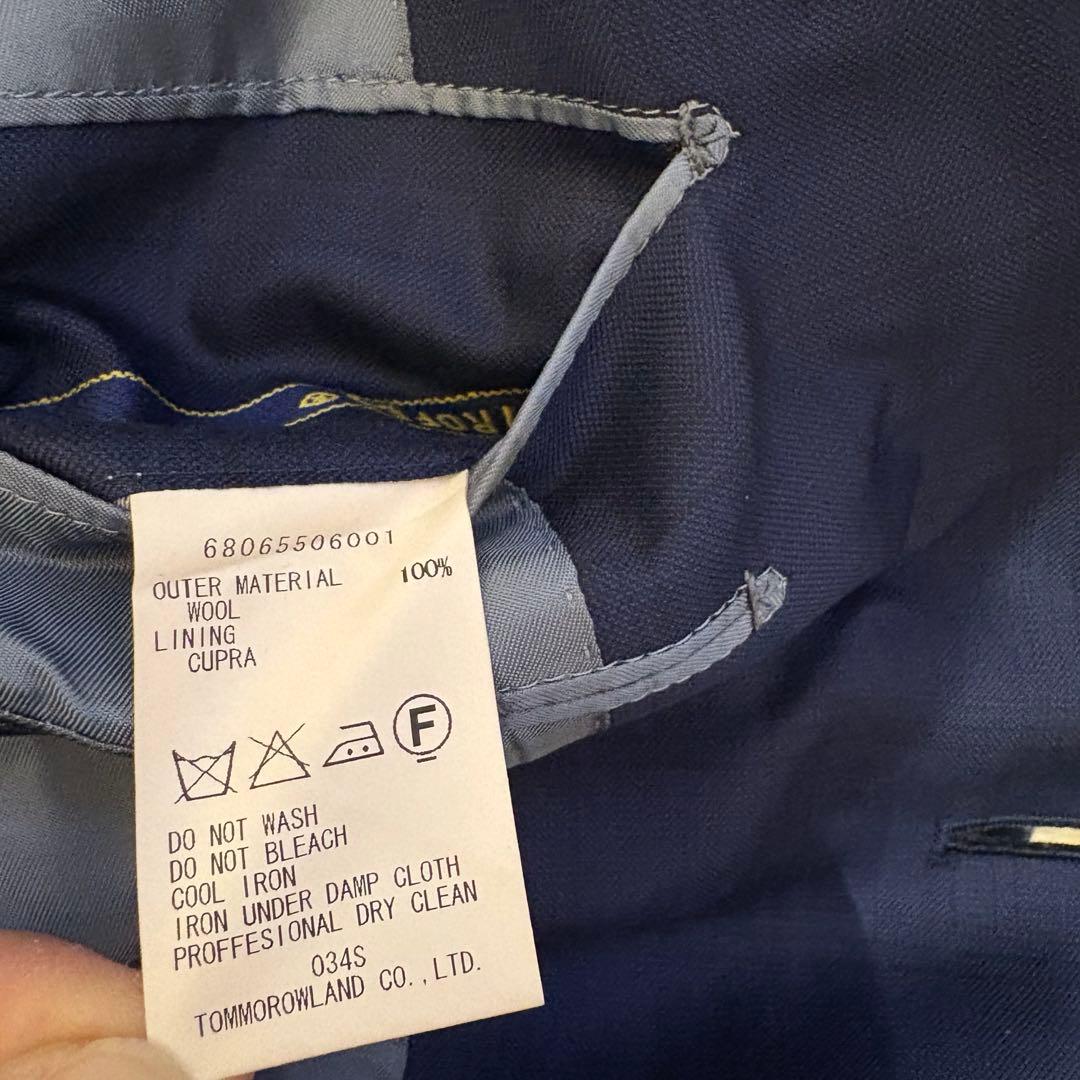 68065506001
OUTER MATERIAL 100%
WOOL
LINING
CUPRA
F
DO NOT WASH
DO NOT BLEACH
COOL IRON
IRON UNDER DAMP CLOTH
PROFFESIONAL DRY CLEAN
034S
TOMMOROWLAND CO.,LTD.